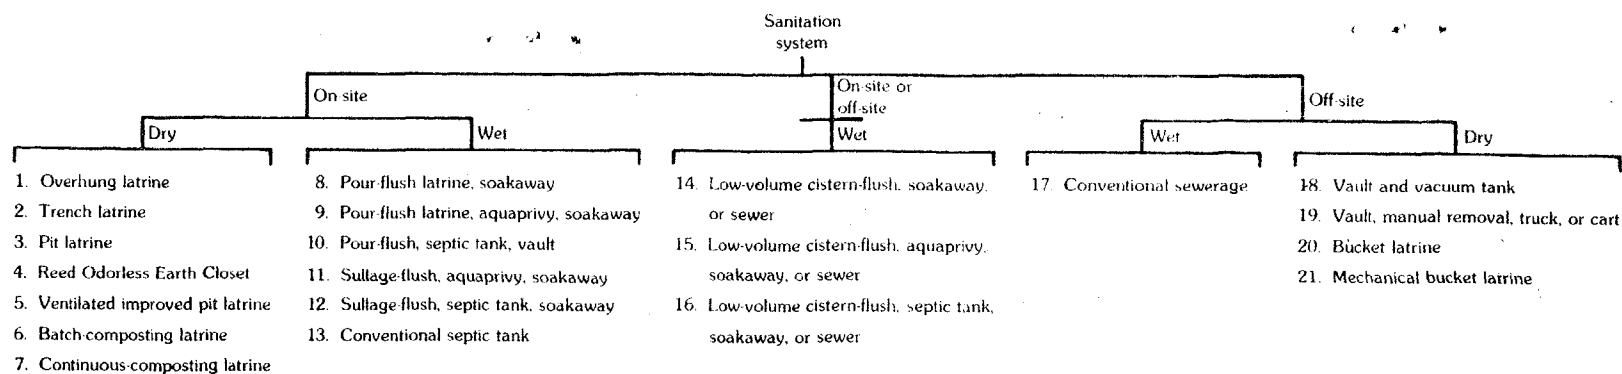 Sanitation
system
On-site
On-site or
off-site
Off-site
Dry
Wet
Wet
Wet
Dry
1. Overhung latrine
2. Trench latrine
3. Pit latrine
4. Reed Odorless Earth Closet
5. Ventilated improved pit latrine
6. Batch-composting latrine
7. Continuous-composting latrine
8. Pour-flush latrine, soakaway
9. Pour-flush latrine, aquaprivy, soakaway
10. Pour-flush, septic tank, vault
11. Sullage-flush, aquaprivy, soakaway
12. Sullage-flush, septic tank, soakaway
13. Conventional septic tank
14. Low-volume cistern-flush, soakaway,
or sewer
15. Low-volume cistern-flush, aquaprivy,
soakaway, or sewer
16. Low-volume cistern-flush, septic tank,
soakaway, or sewer
17. Conventional sewerage
18. Vault and vacuum tank
19. Vault, manual removal, truck, or cart
20. Bucket latrine
21. Mechanical bucket latrine